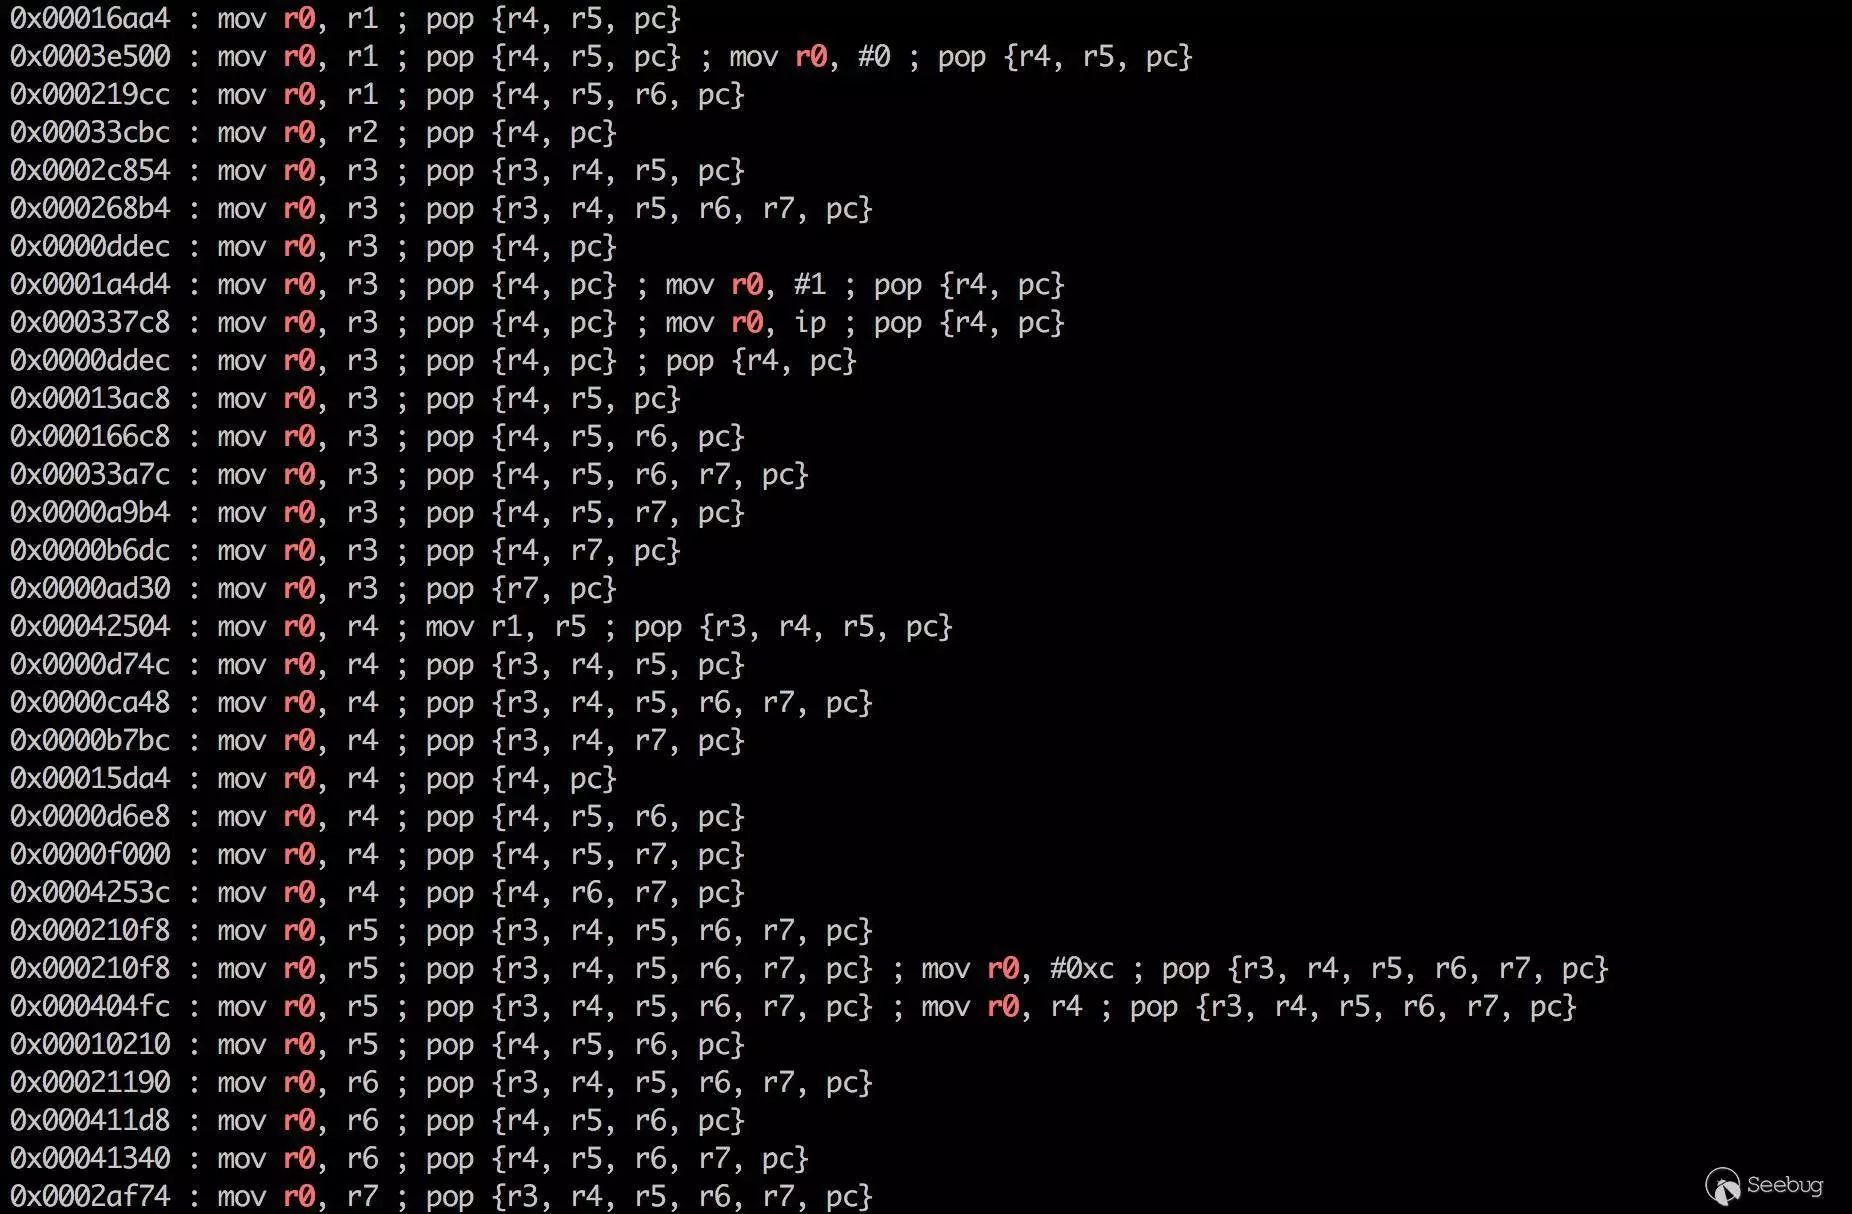 0x00016aa4 : mov r0, r1 ; pop {r4, r5, pc}
0x0003e500 : mov r0, r1 ; pop {r4, r5, pc} ; mov r0, #0 ; pop {r4, r5, pc}
0x000219cc : mov r0, r1 ; pop {r4, r5, r6, pc}
0x00033cbc : mov r0, r2 ; pop {r4, pc}
0x0002c854 : mov r0, r3 ; pop {r3, r4, r5, pc}
0x000268b4 : mov r0, r3 ; pop {r3, r4, r5, r6, r7, pc}
0x0000ddec : mov r0, r3 ; pop {r4, pc}
0x0001a4d4 : mov r0, r3 ; pop {r4, pc} ; mov r0, #1 ; pop {r4, pc}
0x000337c8 : mov r0, r3 ; pop {r4, pc} ; mov r0, ip ; pop {r4, pc}
0x0000ddec : mov r0, r3 ; pop {r4, pc} ; pop {r4, pc}
0x00013ac8 : mov r0, r3 ; pop {r4, r5, pc}
0x000166c8 : mov r0, r3 ; pop {r4, r5, r6, pc}
0x00033a7c : mov r0, r3 ; pop {r4, r5, r6, r7, pc}
0x0000a9b4 : mov r0, r3 ; pop {r4, r5, r7, pc}
0x0000b6dc : mov r0, r3 ; pop {r4, r7, pc}
0x0000ad30 : mov r0, r3 ; pop {r7, pc}
0x00042504 : mov r0, r4 ; mov r1, r5 ; pop {r3, r4, r5, pc}
0x0000d74c : mov r0, r4 ; pop {r3, r4, r5, pc}
0x0000ca48 : mov r0, r4 ; pop {r3, r4, r5, r6, r7, pc}
0x0000b7bc : mov r0, r4 ; pop {r3, r4, r7, pc}
0x00015da4 : mov r0, r4 ; pop {r4, pc}
0x0000d6e8 : mov r0, r4 ; pop {r4, r5, r6, pc}
0x0000f000 : mov r0, r4 ; pop {r4, r5, r7, pc}
0x0004253c : mov r0, r4 ; pop {r4, r6, r7, pc}
0x000210f8 : mov r0, r5 ; pop {r3, r4, r5, r6, r7, pc}
0x000210f8 : mov r0, r5 ; pop {r3, r4, r5, r6, r7, pc} ; mov r0, #0xc ; pop {r3, r4, r5, r6, r7, pc}
0x000404fc : mov r0, r5 ; pop {r3, r4, r5, r6, r7, pc} ; mov r0, r4 ; pop {r3, r4, r5, r6, r7, pc}
0x00010210 : mov r0, r5 ; pop {r4, r5, r6, pc}
0x00021190 : mov r0, r6 ; pop {r3, r4, r5, r6, r7, pc}
0x000411d8 : mov r0, r6 ; pop {r4, r5, r6, pc}
0x00041340 : mov r0, r6 ; pop {r4, r5, r6, r7, pc}
0x0002af74 : mov r0, r7 ; pop {r3, r4, r5, r6, r7, pc}
Seebug